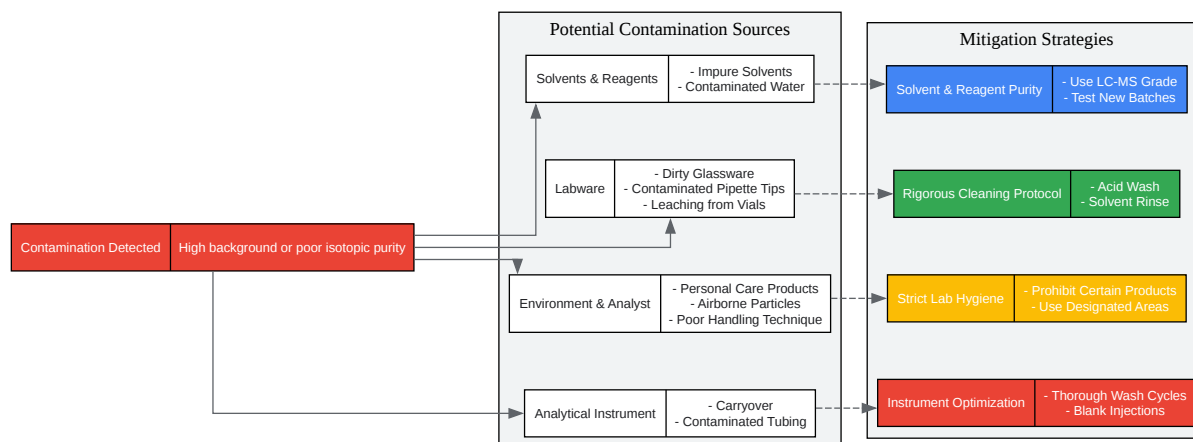 Potential Contamination Sources
Mitigation Strategies
Solvents & Reagents
- Impure Solvents
- Contaminated Water
Solvent & Reagent Purity
- Use LC-MS Grade
- Test New Batches
Labware
- Dirty Glassware
- Contaminated Pipette Tips
- Leaching from Vials
Rigorous Cleaning Protocol
- Acid Wash
- Solvent Rinse
Contamination Detected
High background or poor isotopic purity
Environment & Analyst
- Personal Care Products
- Airborne Particles
- Poor Handling Technique
Strict Lab Hygiene
- Prohibit Certain Products
- Use Designated Areas
Analytical Instrument
- Carryover
- Contaminated Tubing
Instrument Optimization
- Thorough Wash Cycles
- Blank Injections